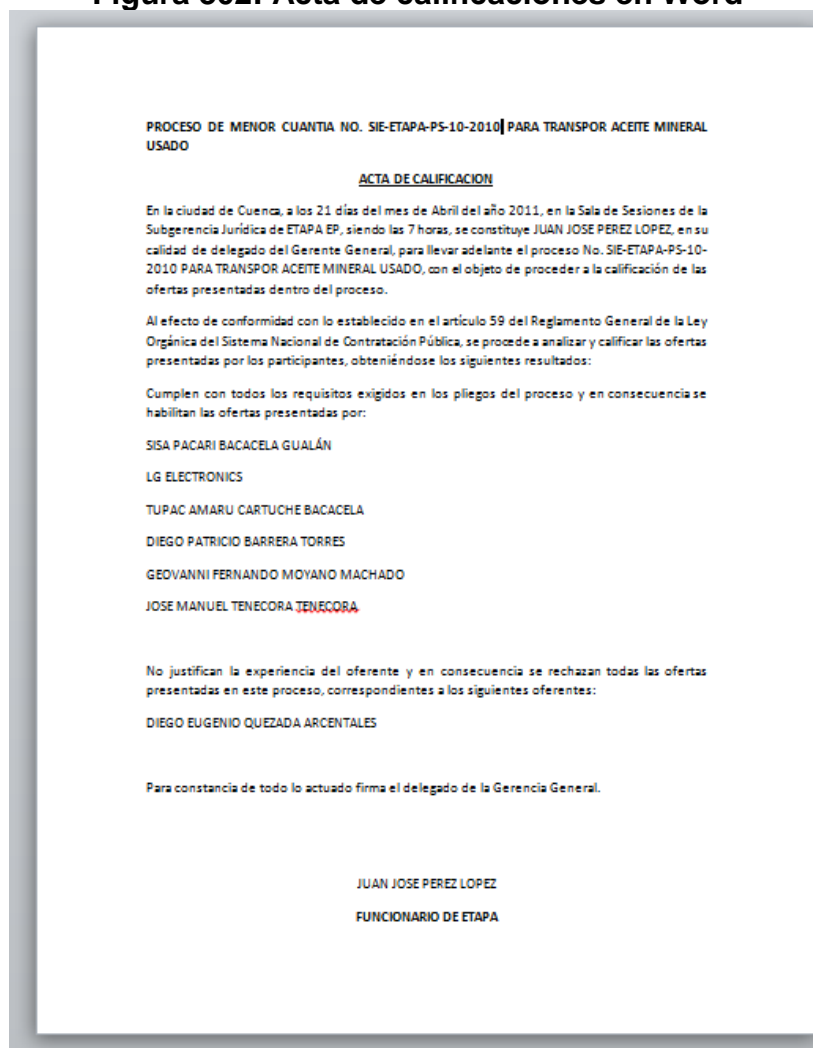 Figura 302. Acta de calificaciones en Word
PROCESO DE MENOR CUANTIA NO. SIE-ETAPA-PS-10-2010 PARA TRANSPOR ACEITE MINERAL
USADO
ACTA DE CALIFICACION
En la ciudad de Cuenca, a los 21 días del mes de Abril del año 2011, en la Sala de Sesiones de la
Subgerencia Jurídica de ETAPA EP, siendo las 7 horas, se constituye JUAN JOSE PEREZ LOPEZ, en su
calidad de delegado del Gerente General, para llevar adelante el proceso No. SIE-ETAPA-PS-10-
2010 PARA TRANSPOR ACEITE MINERAL USADO, con el objeto de proceder a la calificación de las
ofertas presentadas dentro del proceso.
Al efecto de conformidad con lo establecido en el artículo 59 del Reglamento General de la Ley
Orgánica del Sistema Nacional de Contratación Pública, se procede a analizar y calificar las ofertas
presentadas por los participantes, obteniéndose los siguientes resultados:
Cumplen con todos los requisitos exigidos en los pliegos del proceso y en consecuencia se
habilitan las ofertas presentadas por:
SISA PACARI BACACELA GUALÁN
LG ELECTRONICS
TUPAC AMARU CARTUCHE BACACELA
DIEGO PATRICIO BARRERA TORRES
GEOVANNI FERNANDO MOYANO MACHADO
JOSE MANUEL TENECORA TENECORA
No justifican la experiencia del oferente y en consecuencia se rechazan todas las ofertas
presentadas en este proceso, correspondientes a los siguientes oferentes:
DIEGO EUGENIO QUEZADA ARCENTALES
Para constancia de todo lo actuado firma el delegado de la Gerencia General.
JUAN JOSE PEREZ LOPEZ
FUNCIONARIO DE ETAPA